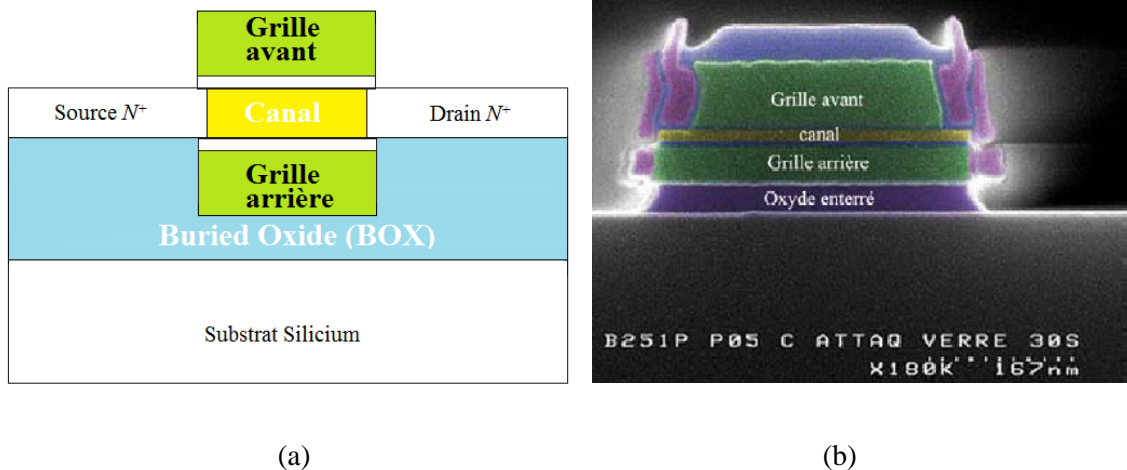 Grille
avant
Source N+
Canal
Drain N+
Grille
arrière
Buried Oxide (BOX)
Substrat Silicium
Grille avant
canal
Grille arrière
Oxyde enterré
B251P P05 C ATTAQ VERRE 30S
X180K 167nm
(a)
(b)